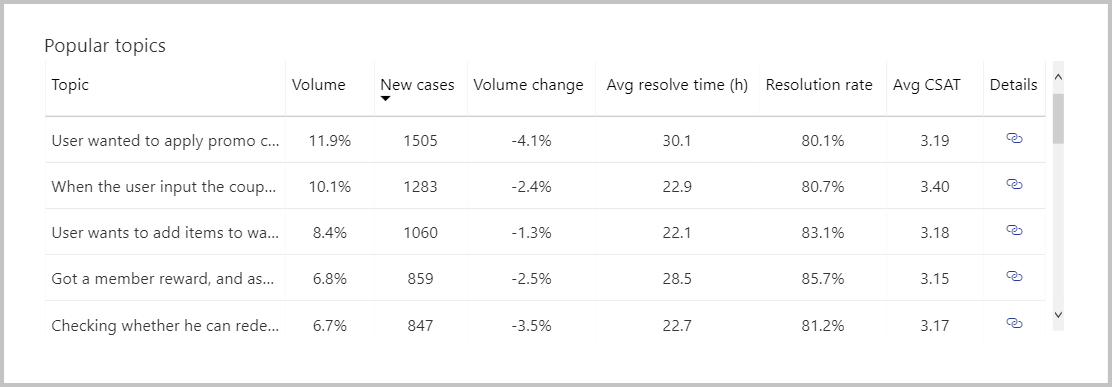 Popular topics
Topic Volume New cases Volume change Avg resolve time (h) Resolution rate Avg CSAT Details
User wanted to apply promo c... 11.9% 1505 -4.1% 30.1 80.1% 3.19
When the user input the coup... 10.1% 1283 -2.4% 22.9 80.7% 3.40
User wants to add items to wa... 8.4% 1060 -1.3% 22.1 83.1% 3.18
Got a member reward, and as... 6.8% 859 -2.5% 28.5 85.7% 3.15
Checking whether he can rede... 6.7% 847 -3.5% 22.7 81.2% 3.17